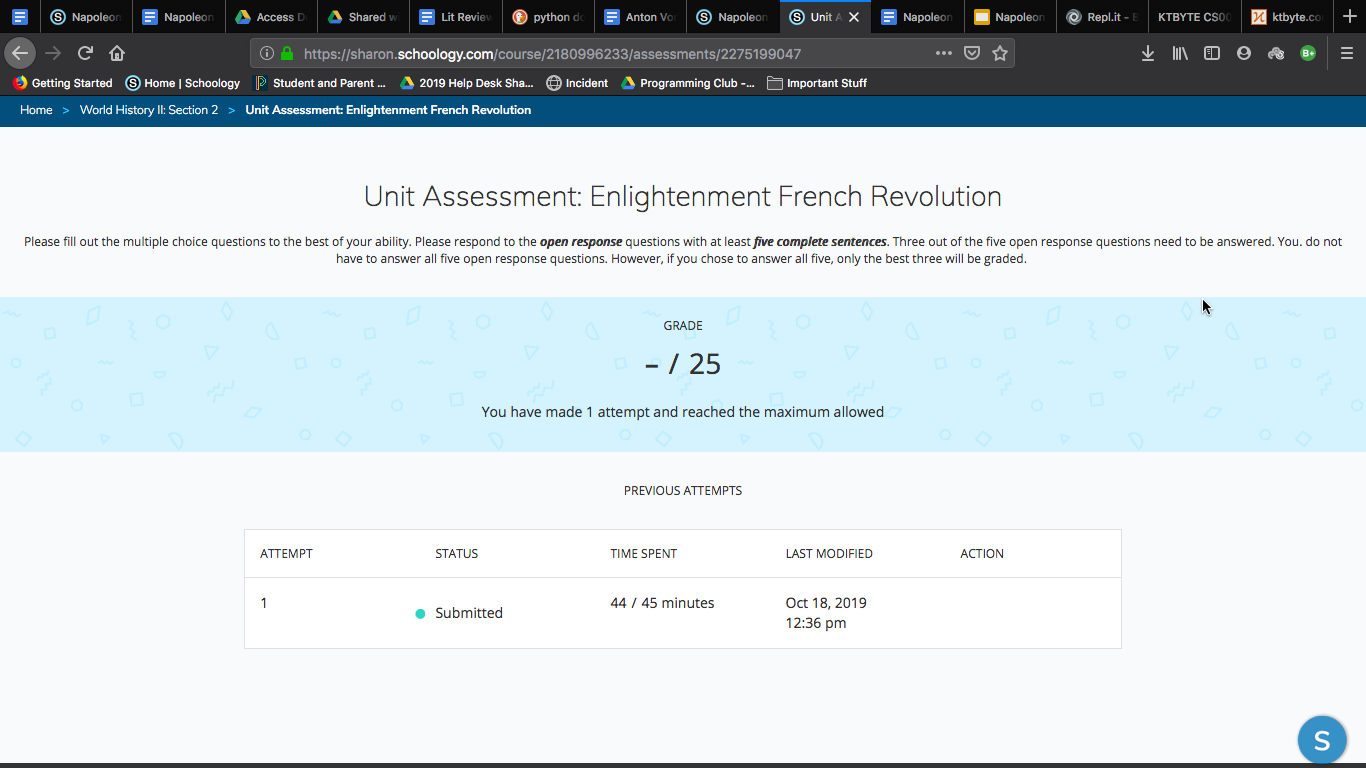 Napoleon
Napoleon
Access D
Shared w
Lit Review
python do
Anton Vo
Napoleon
Unit A
Napoleon
Napoleon
Repl.it - E
KTBYTE CS00
ktbyte.co
https://sharon.schoology.com/course/2180996233/assessments/2275199047
B+
Getting Started
Home | Schoology
Student and Parent ...
2019 Help Desk Sha...
Incident
Programming Club -...
Important Stuff
Home > World History II: Section 2 > Unit Assessment: Enlightenment French Revolution
Unit Assessment: Enlightenment French Revolution
Please fill out the multiple choice questions to the best of your ability. Please respond to the open response questions with at least five complete sentences. Three out of the five open response questions need to be answered. You. do not
have to answer all five open response questions. However, if you chose to answer all five, only the best three will be graded.
GRADE
– / 25
You have made 1 attempt and reached the maximum allowed
PREVIOUS ATTEMPTS
ATTEMPT STATUS TIME SPENT LAST MODIFIED ACTION
1 Submitted 44 / 45 minutes Oct 18, 2019
12:36 pm
S